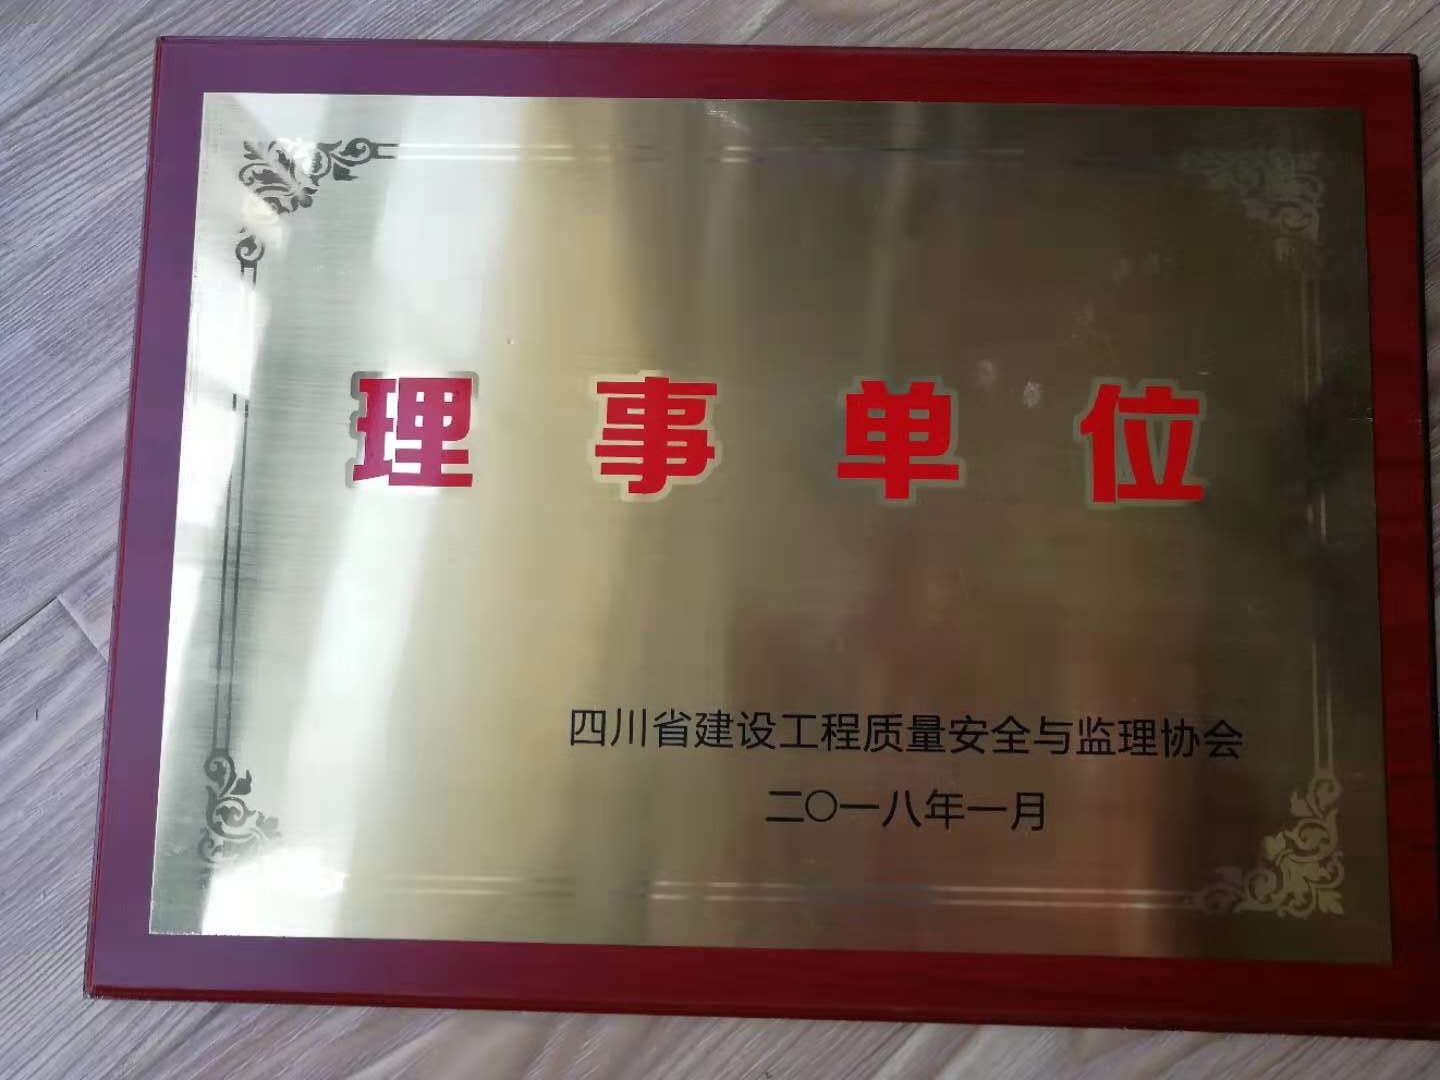 理事单位
四川省建设工程质量安全与监理协会
二〇一八年一月